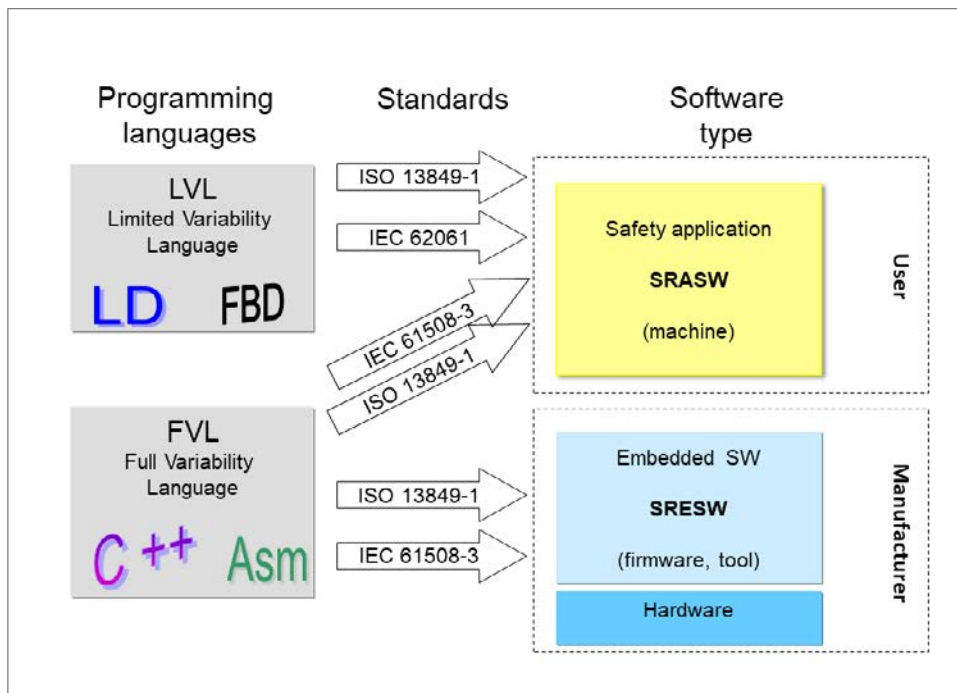 Programming
languages
Standards
Software
type
LVL
Limited Variability
Language
LD FBD
ISO 13849-1
IEC 62061
IEC 61508-3
ISO 13849-1
Safety application
SRASW
(machine)
User
FVL
Full Variability
Language
C ++ Asm
ISO 13849-1
IEC 61508-3
Embedded SW
SRESW
(firmware, tool)
Hardware
Manufacturer